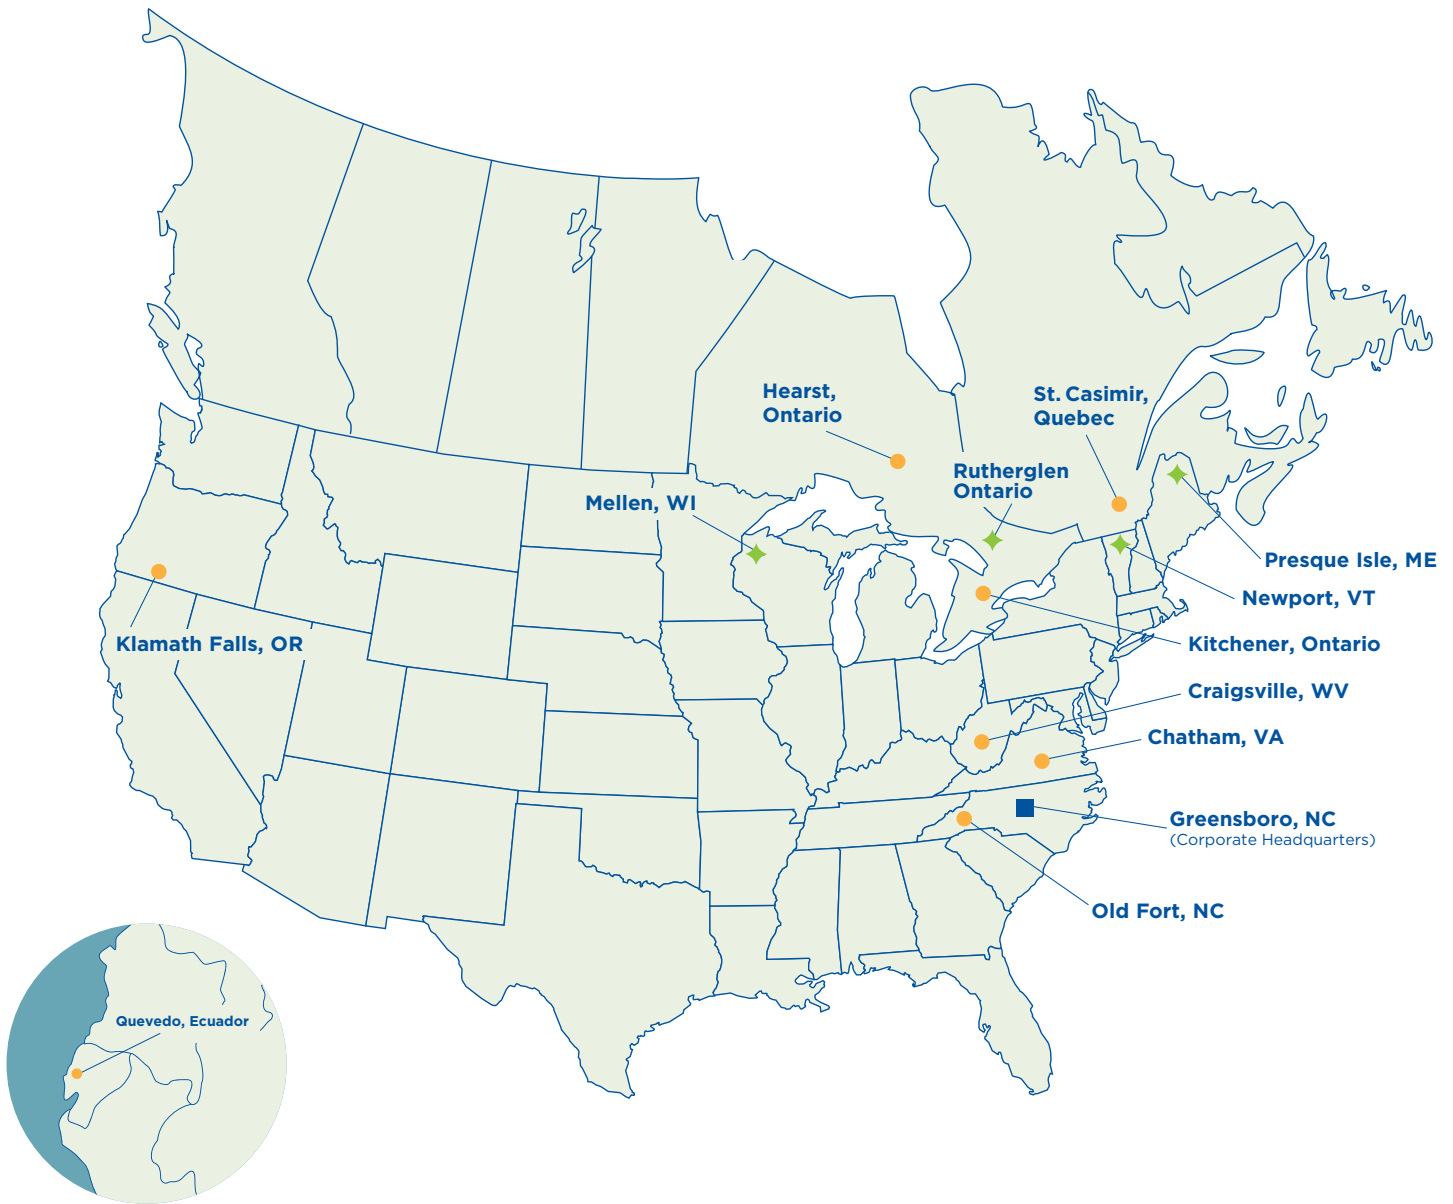 Hearst,
Ontario
St. Casimir,
Quebec
Rutherglen
Ontario
Mellen, WI
Presque Isle, ME
Newport, VT
Klamath Falls, OR
Kitchener, Ontario
Craigsville, WV
Chatham, VA
Greensboro, NC
(Corporate Headquarters)
Old Fort, NC
Quevedo, Ecuador